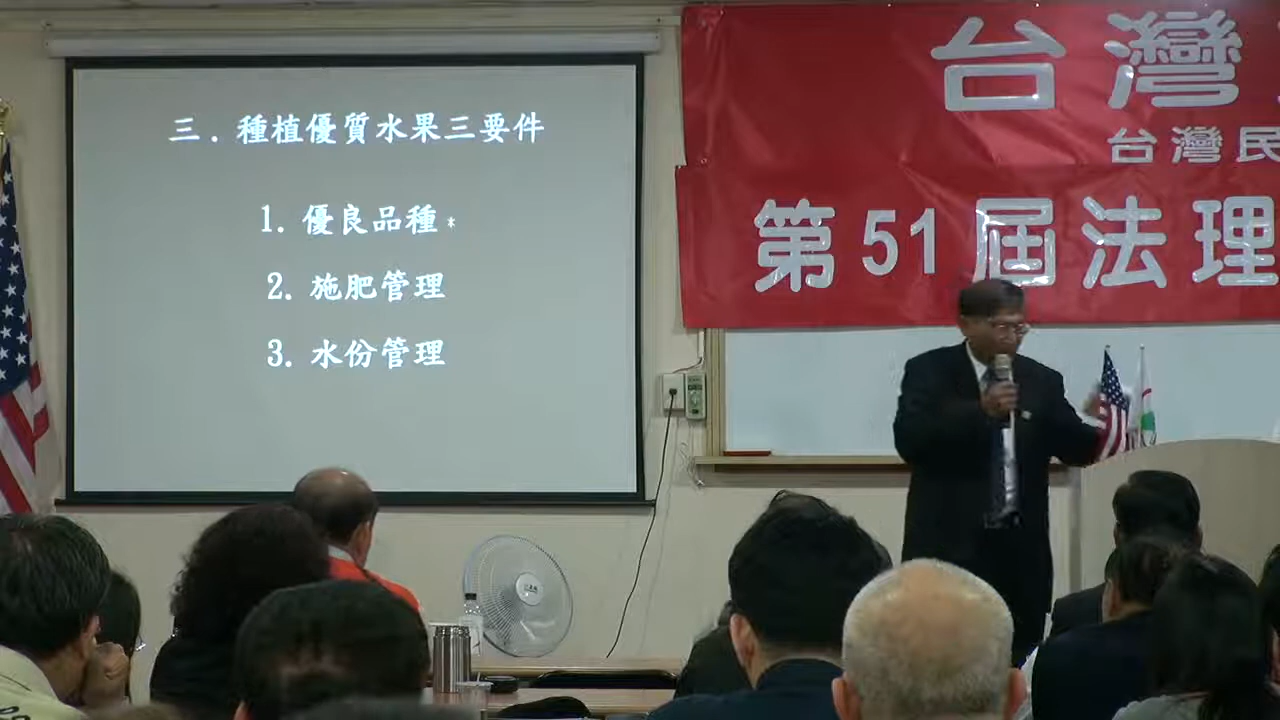 三. 種植優質水果三要件
1. 優良品種*
2. 施肥管理
3. 水份管理
台灣
台灣民
第51屆法理